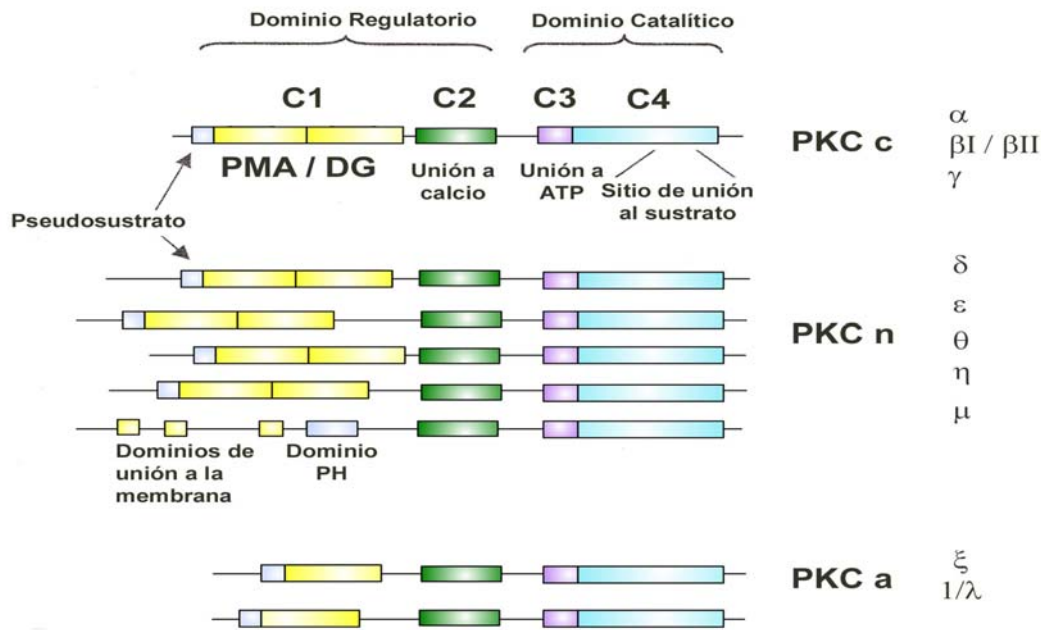 Dominio Regulatorio
Dominio Catalítico
C1
C2
C3
C4
PMA / DG
Unión a
calcio
Unión a
ATP
Sitio de unión
al sustrato
PKC c
α
βI / βII
γ
Pseudosustrato
PKC n
δ
ε
θ
η
μ
Dominios de
unión a la
membrana
Dominio
PH
PKC a
ξ
1/λ